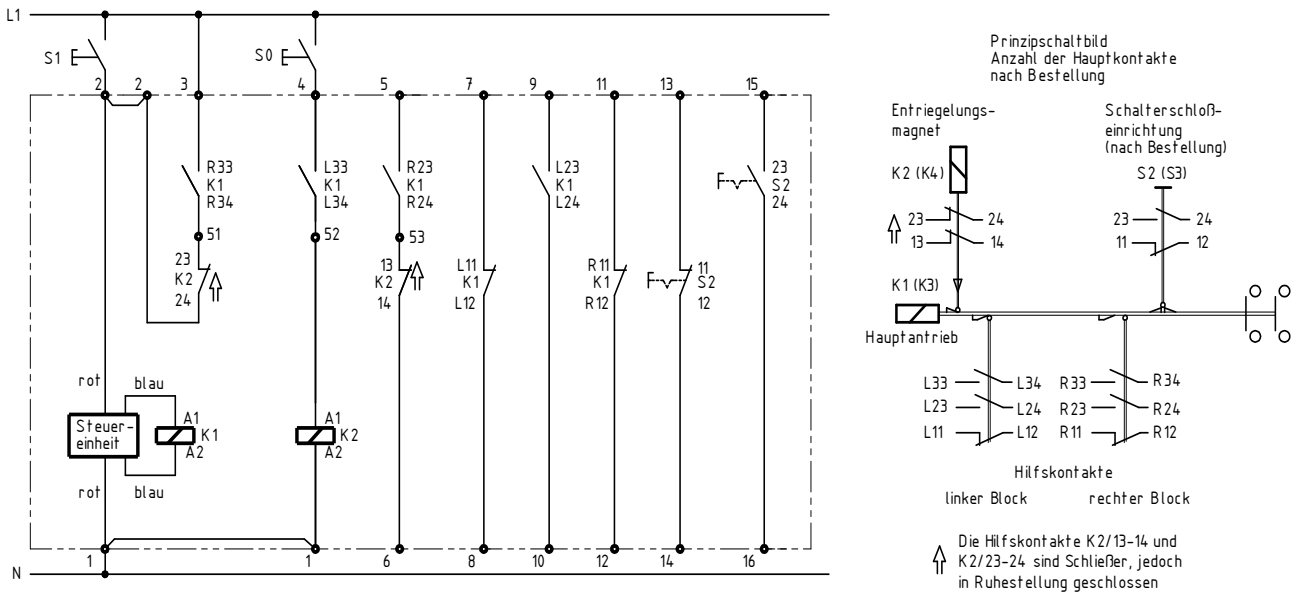 L1
S1
S0
2
2
3
4
5
7
9
11
13
15
R33
K1
R34
L33
K1
L34
R23
K1
R24
L23
K1
L24
23
S2
24
51
52
53
23
K2
24
13
K2
14
L11
K1
L12
R11
K1
R12
11
S2
12
rot
blau
Steuer-
einheit
A1
K1
A2
A1
K2
A2
rot
blau
1
1
6
8
10
12
14
16
N
Prinzipschaltbild
Anzahl der Hauptkontakte
nach Bestellung
Entriegelungs-
magnet
Schalterschloß-
einrichtung
(nach Bestellung)
K2 (K4)
S2 (S3)
23
24
13
14
23
24
11
12
K1 (K3)
Hauptantrieb
L33
L34
R33
R34
L23
L24
R23
R24
L11
L12
R11
R12
Hilfskontakte
linker Block
rechter Block
Die Hilfskontakte K2/13-14 und
K2/23-24 sind Schließer, jedoch
in Ruhestellung geschlossen